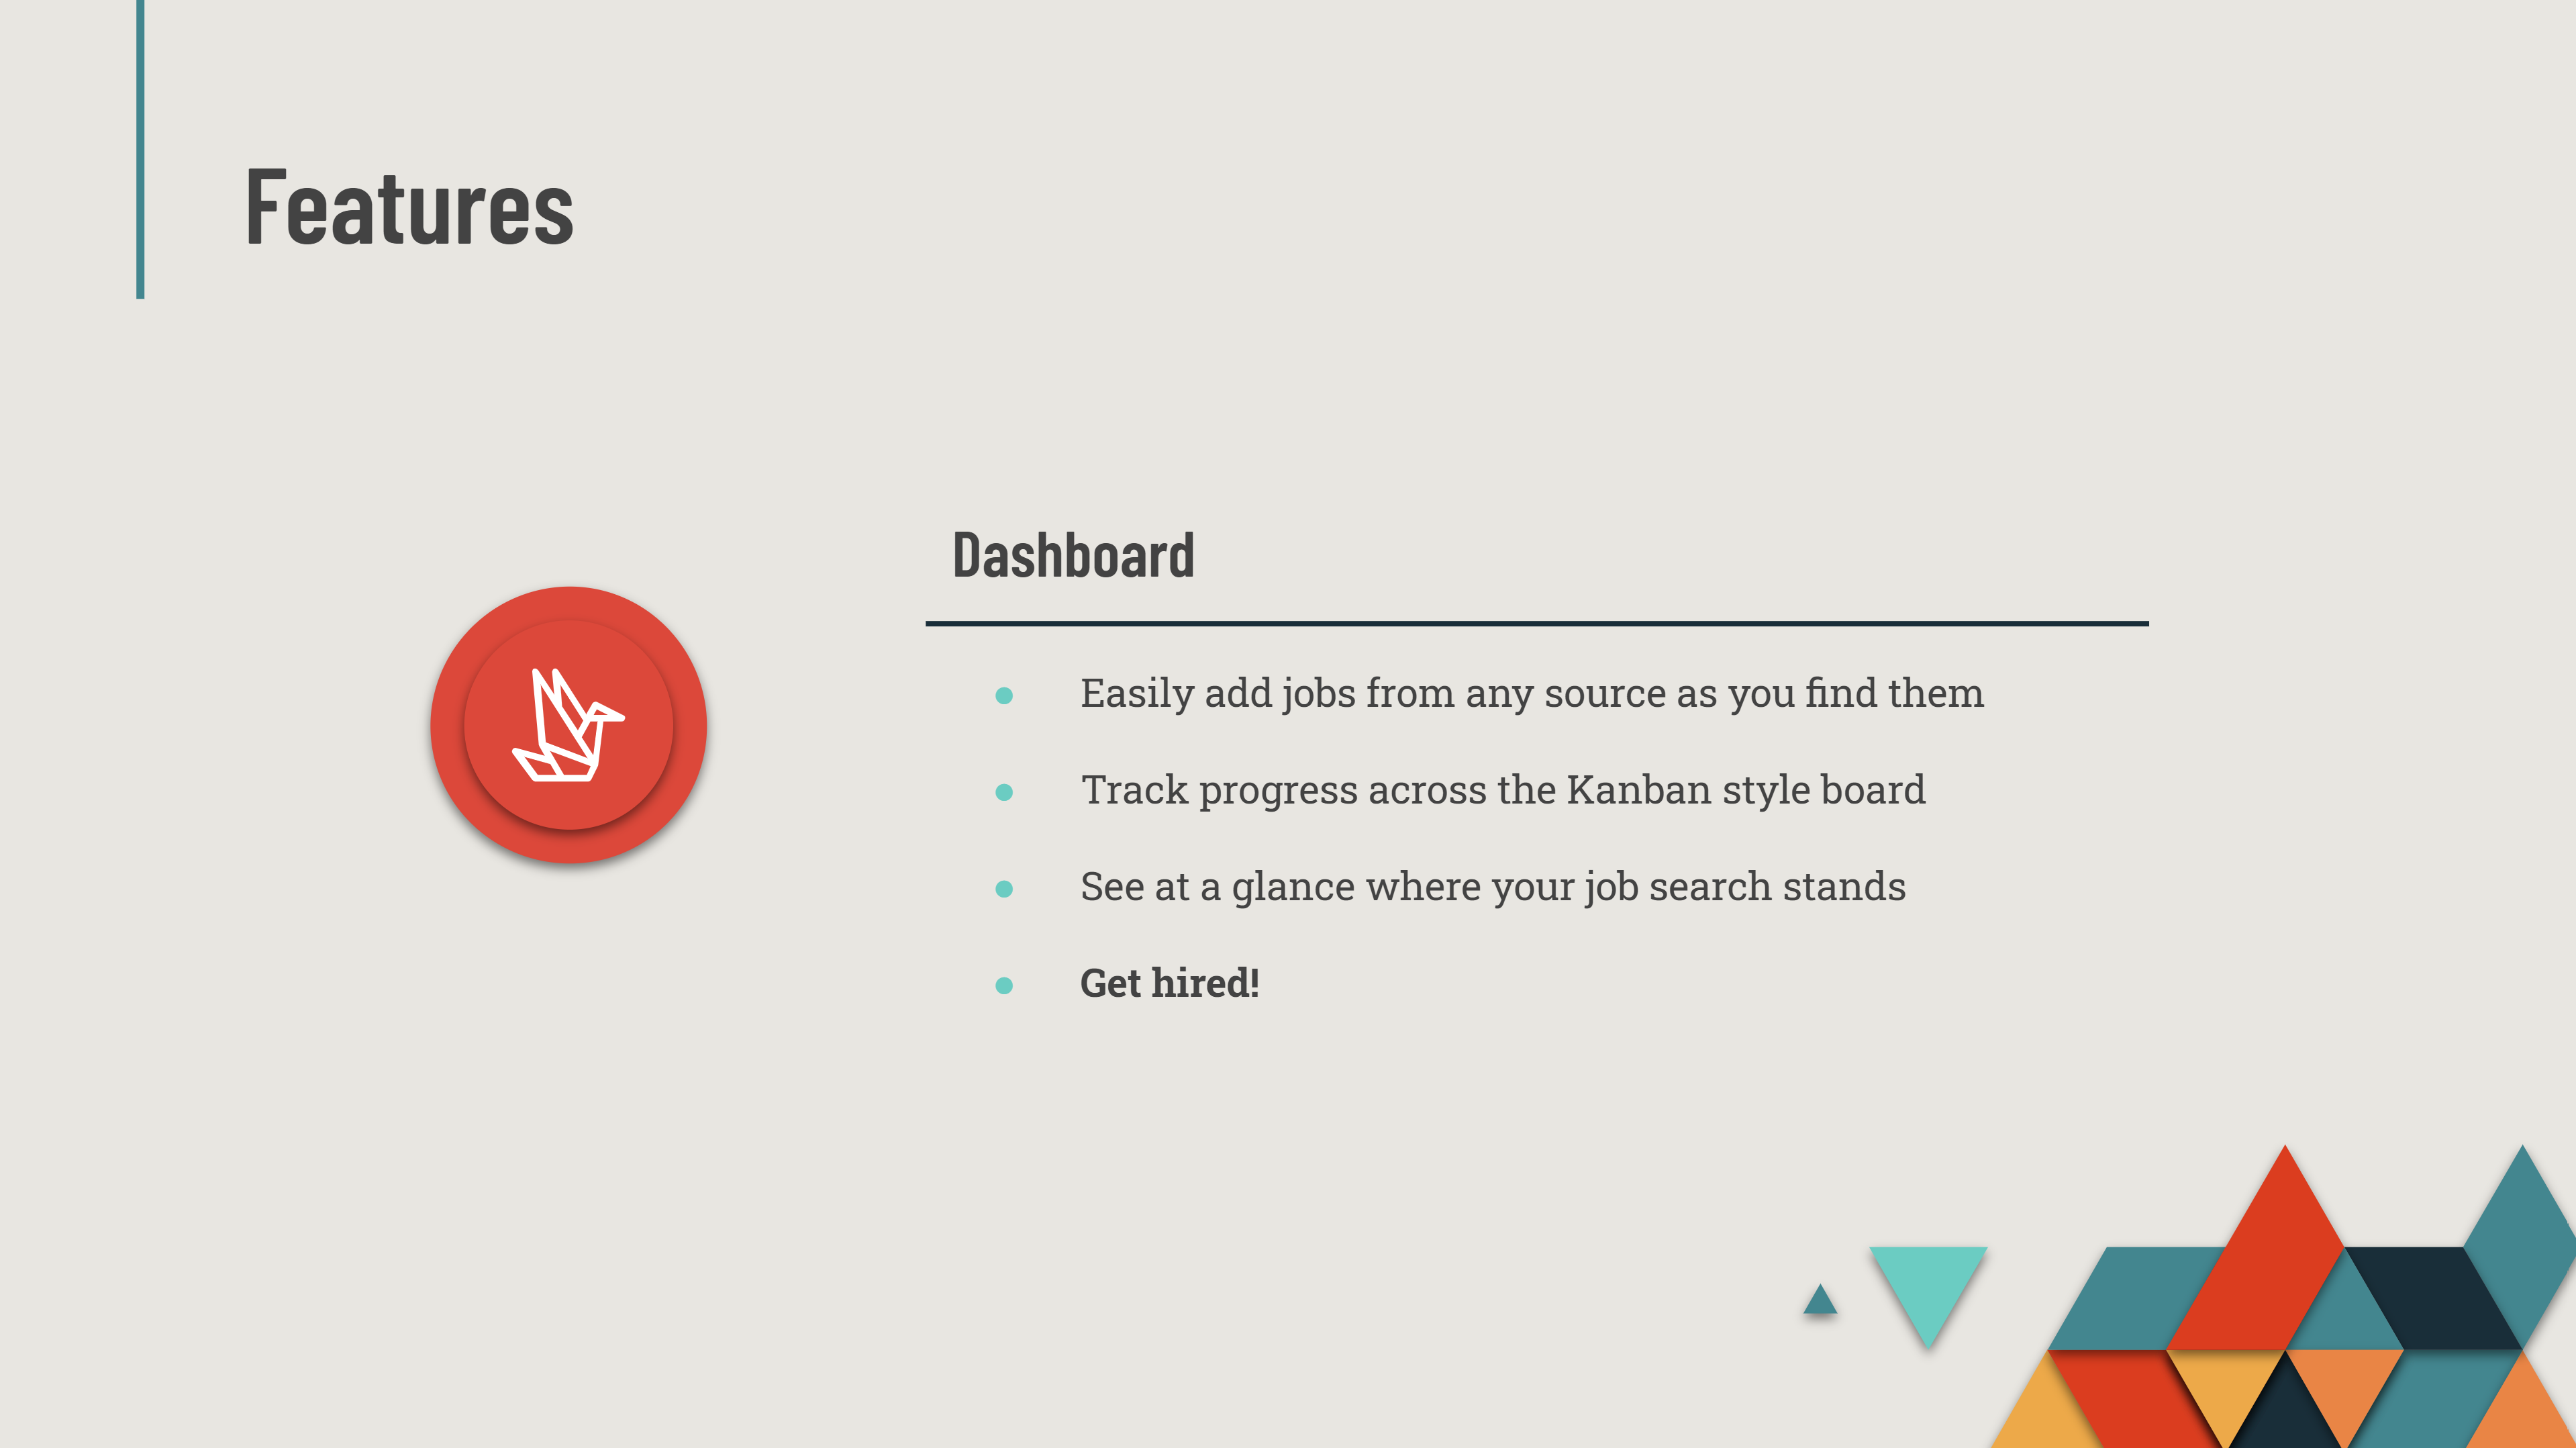 Features
Dashboard
Easily add jobs from any source as you find them
Track progress across the Kanban style board
See at a glance where your job search stands
Get hired!